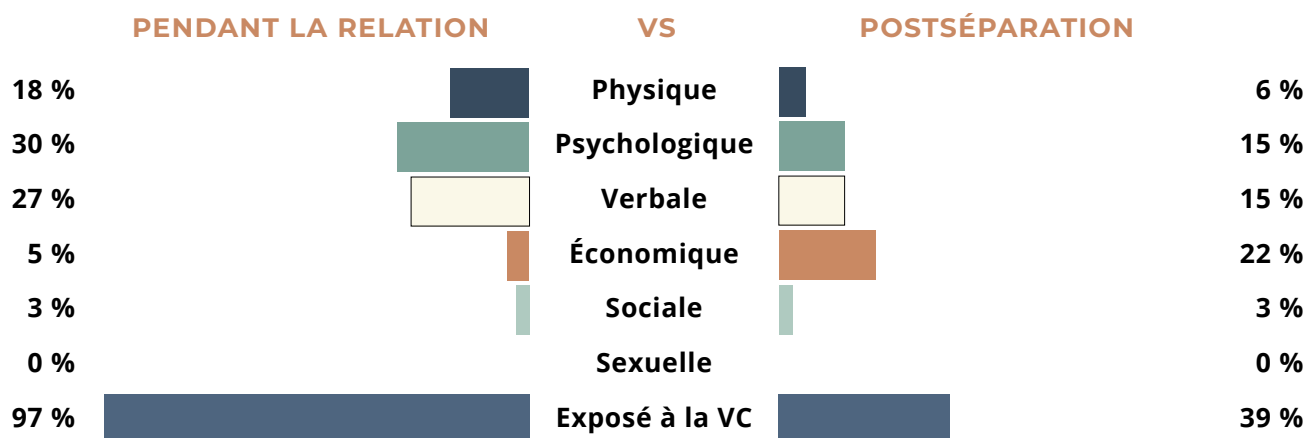 PENDANT LA RELATION VS POSTSÉPARATION
18 % Physique 6 %
30 % Psychologique 15 %
27 % Verbale 15 %
5 % Économique 22 %
3 % Sociale 3 %
0 % Sexuelle 0 %
97 % Exposé à la VC 39 %